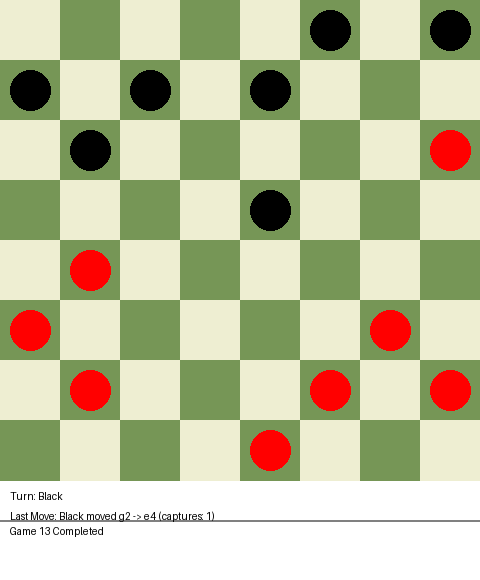 Turn: Black
Last Move: Black moved g2 -> e4 (captures: 1)
Game 13 Completed